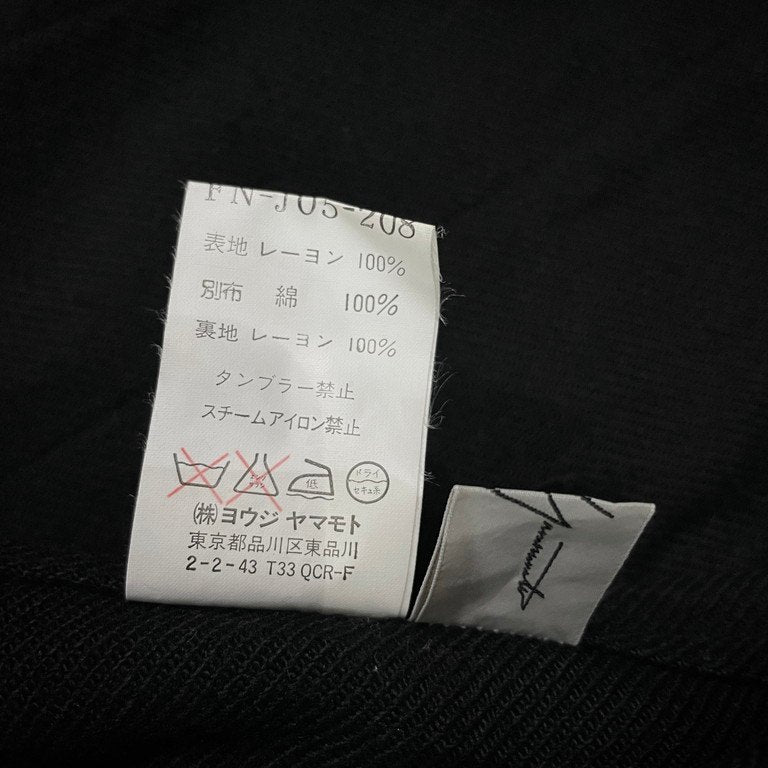 FN-J05-208
表地 レーヨン 100%
別布 綿 100%
裏地 レーヨン 100%
タンブラー禁止
スチームアイロン禁止
低
ドライ
セキユ系
(株)ヨウジ ヤマモト
東京都品川区東品川
2-2-43 T33 QCR-F
Yamamoto